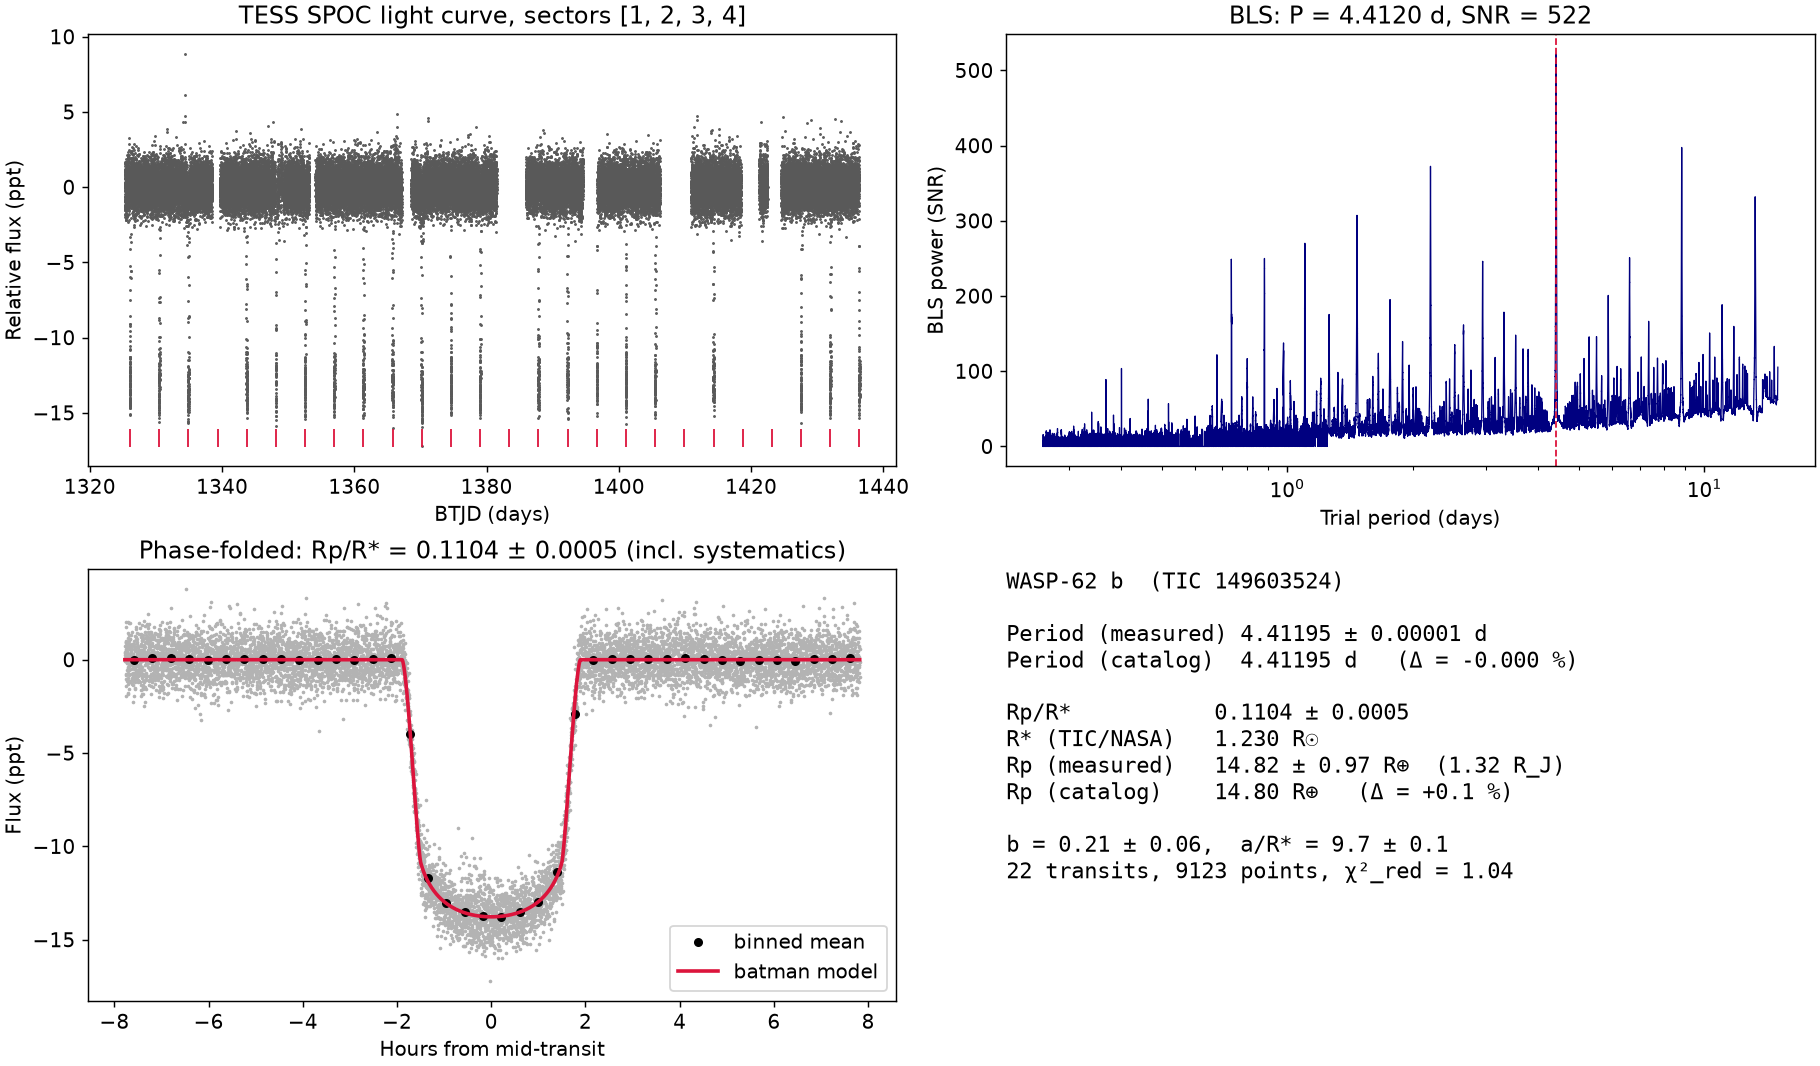 TESS SPOC light curve, sectors [1, 2, 3, 4]
10
5
0
−5
−10
−15
Relative flux (ppt)
1320
1340
1360
1380
1400
1420
1440
BTJD (days)
BLS: P = 4.4120 d, SNR = 522
500
400
300
200
100
0
BLS power (SNR)
10⁰
10¹
Trial period (days)
Phase-folded: Rp/R* = 0.1104 ± 0.0005 (incl. systematics)
0
−5
−10
−15
Flux (ppt)
binned mean
batman model
−8
−6
−4
−2
0
2
4
6
8
Hours from mid-transit
WASP-62 b (TIC 149603524)
Period (measured) 4.41195 ± 0.00001 d
Period (catalog) 4.41195 d (Δ = -0.000 %)
Rp/R* 0.1104 ± 0.0005
R* (TIC/NASA) 1.230 R☉
Rp (measured) 14.82 ± 0.97 R⊕ (1.32 R_J)
Rp (catalog) 14.80 R⊕ (Δ = +0.1 %)
b = 0.21 ± 0.06, a/R* = 9.7 ± 0.1
22 transits, 9123 points, χ²_red = 1.04